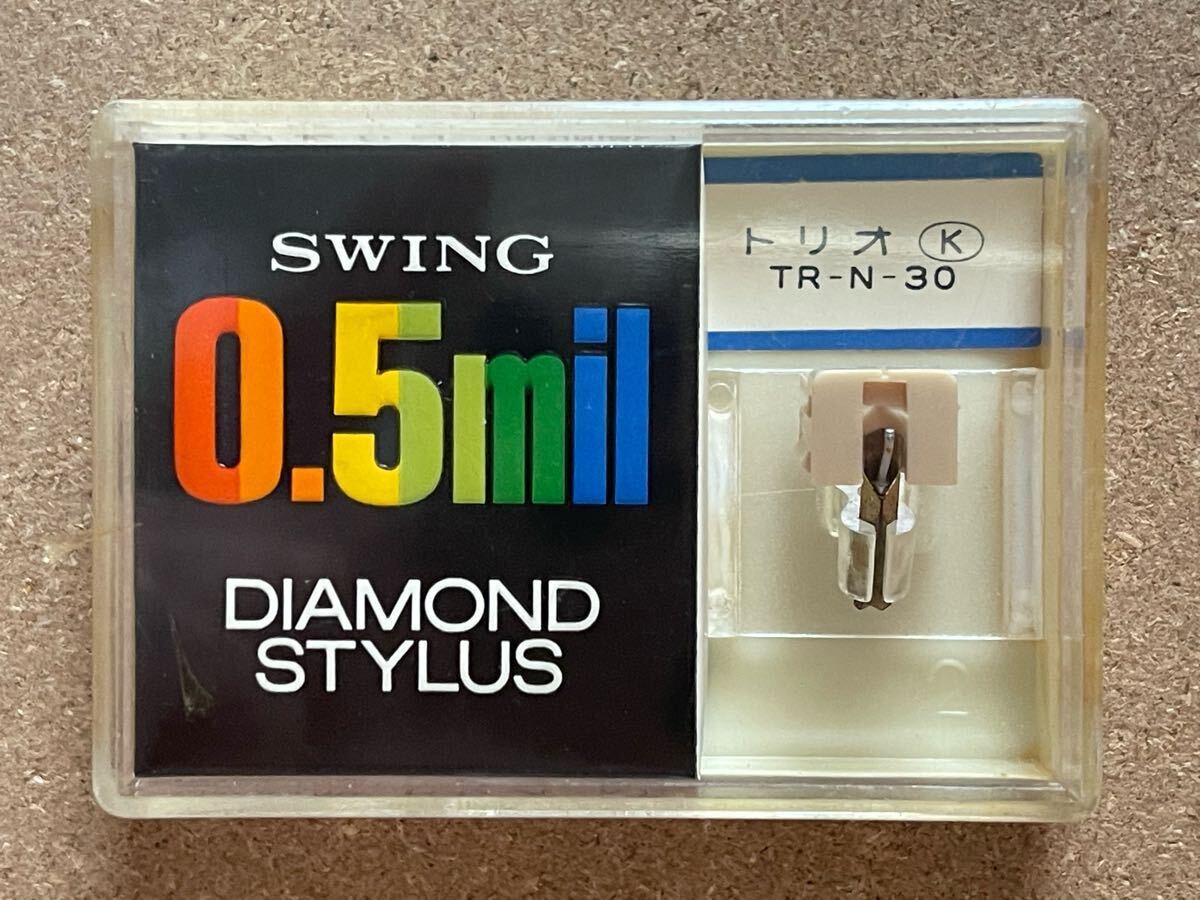 SWING
0.5mil
DIAMOND
STYLUS
トリオ Ⓚ
TR-N-30